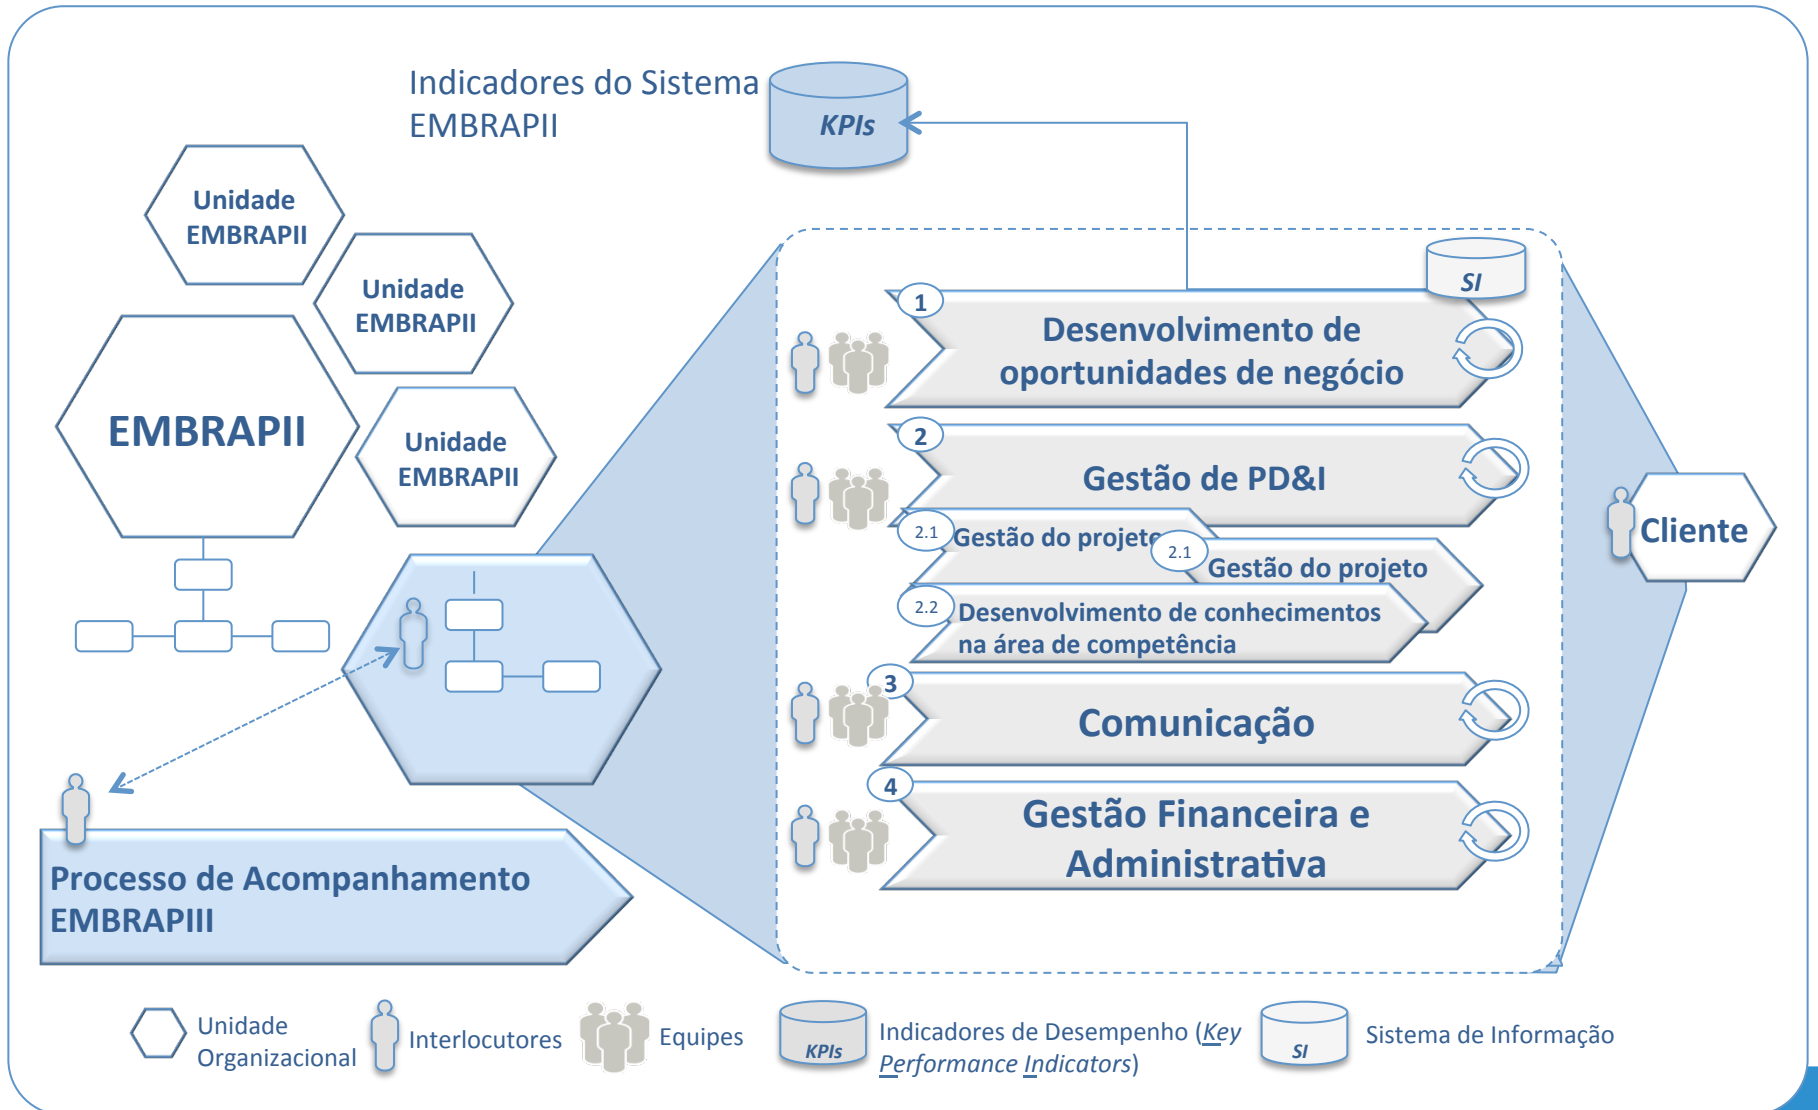 Indicadores do Sistema
EMBRAPII
KPIs
Unidade
EMBRAPII
Unidade
EMBRAPII
EMBRAPII
Unidade
EMBRAPII
SI
1
Desenvolvimento de
oportunidades de negócio
2
Gestão de PD&I
2.1
Gestão do projeto
2.1
Gestão do projeto
2.2
Desenvolvimento de conhecimentos
na área de competência
3
Comunicação
4
Gestão Financeira e
Administrativa
Cliente
Processo de Acompanhamento
EMBRAPIII
Unidade
Organizacional
Interlocutores
Equipes
KPIs
Indicadores de Desempenho (Key
Performance Indicators)
SI
Sistema de Informação